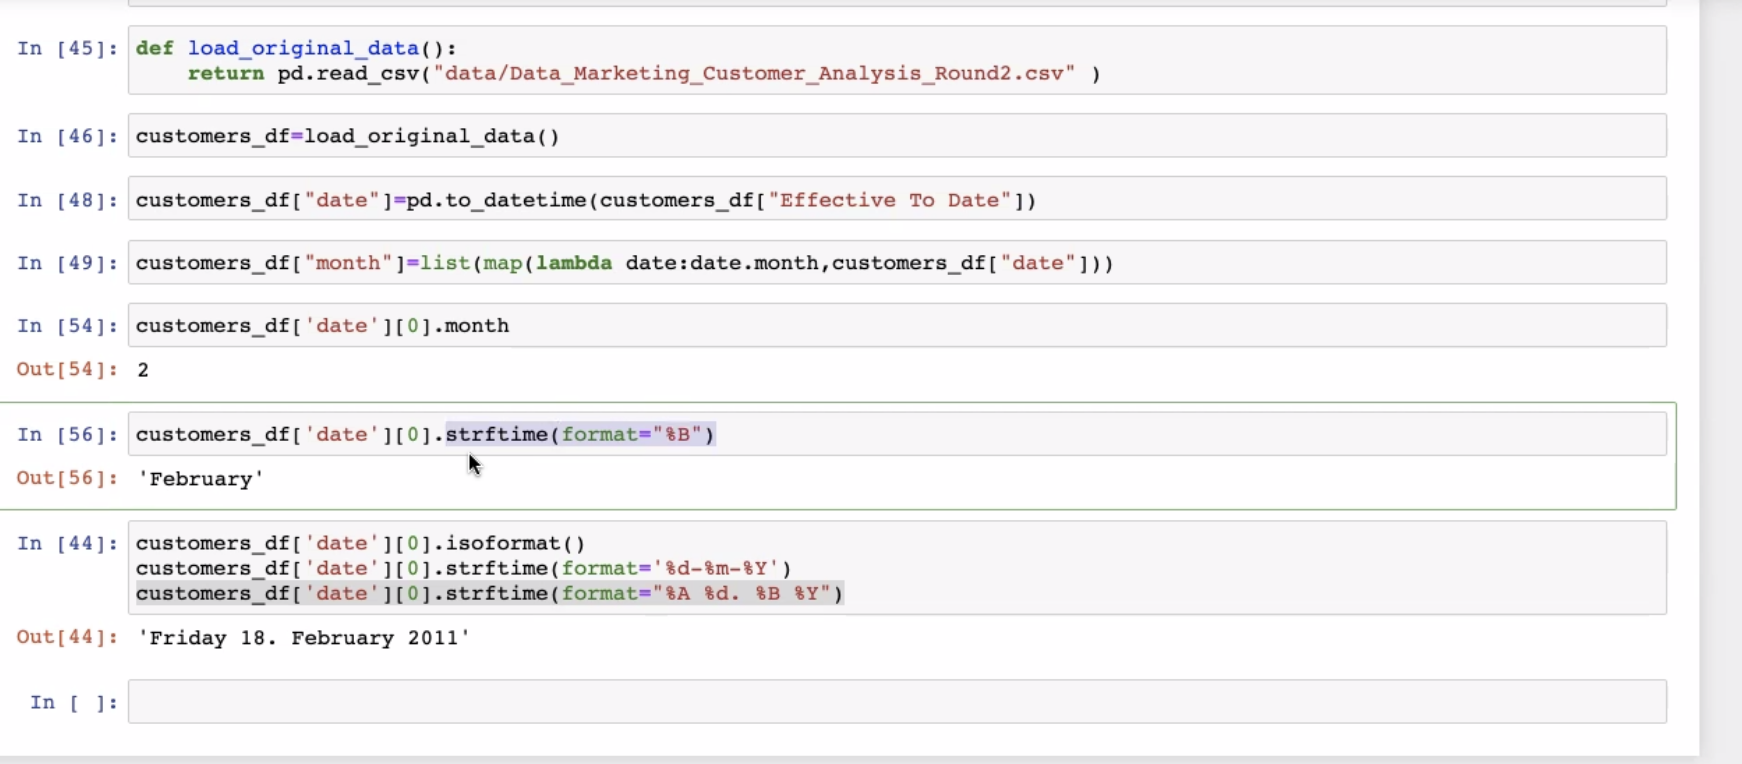 In [45]: def load_original_data():
    return pd.read_csv("data/Data_Marketing_Customer_Analysis_Round2.csv" )
In [46]: customers_df=load_original_data()
In [48]: customers_df["date"]=pd.to_datetime(customers_df["Effective To Date"])
In [49]: customers_df["month"]=list(map(lambda date:date.month,customers_df["date"]))
In [54]: customers_df['date'][0].month
Out[54]: 2
In [56]: customers_df['date'][0].strftime(format="%B")
Out[56]: 'February'
In [44]: customers_df['date'][0].isoformat()
customers_df['date'][0].strftime(format='%d-%m-%Y')
customers_df['date'][0].strftime(format="%A %d. %B %Y")
Out[44]: 'Friday 18. February 2011'
In [ ]: